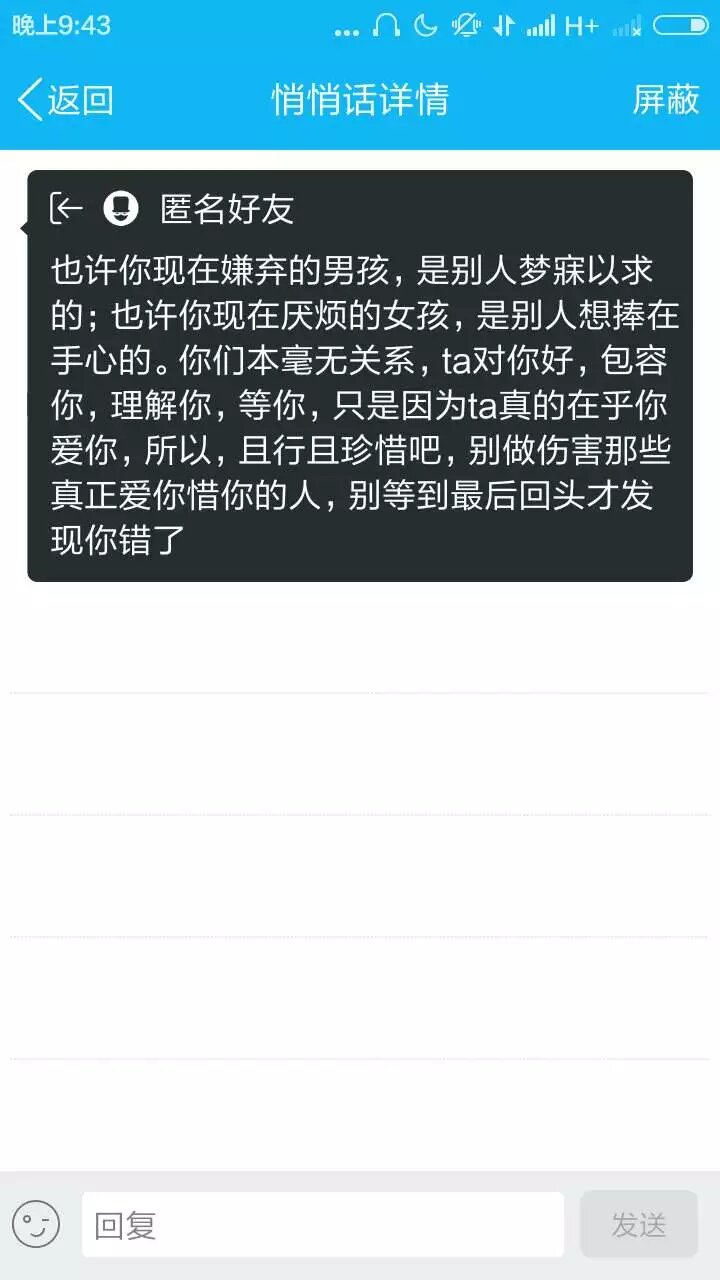 晚上9:43
... H+
返回 悄悄话详情 屏蔽
匿名好友
也许你现在嫌弃的男孩，是别人梦寐以求
的；也许你现在厌烦的女孩，是别人想捧在
手心的。你们本毫无关系，ta对你好，包容
你，理解你，等你，只是因为ta真的在乎你
爱你，所以，且行且珍惜吧，别做伤害那些
真正爱你惜你的人，别等到最后回头才发
现你错了
回复 发送